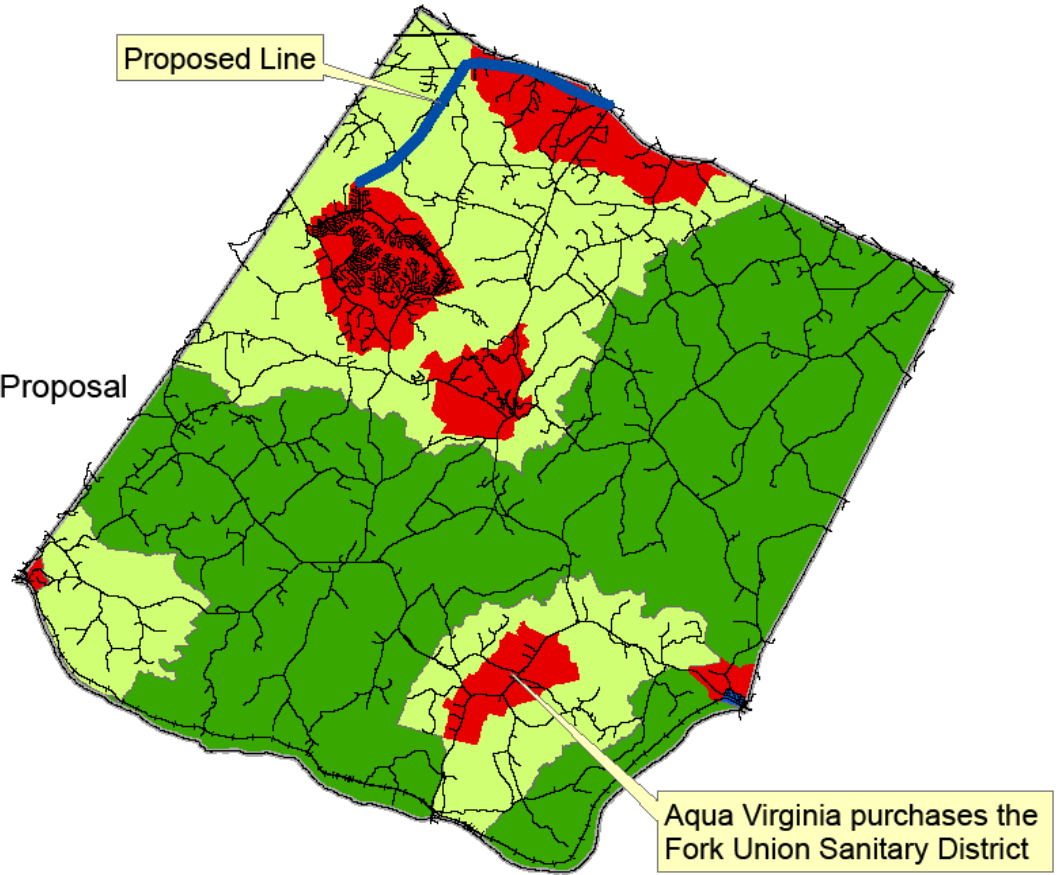 Proposed Line
Proposal
Aqua Virginia purchases the
Fork Union Sanitary District